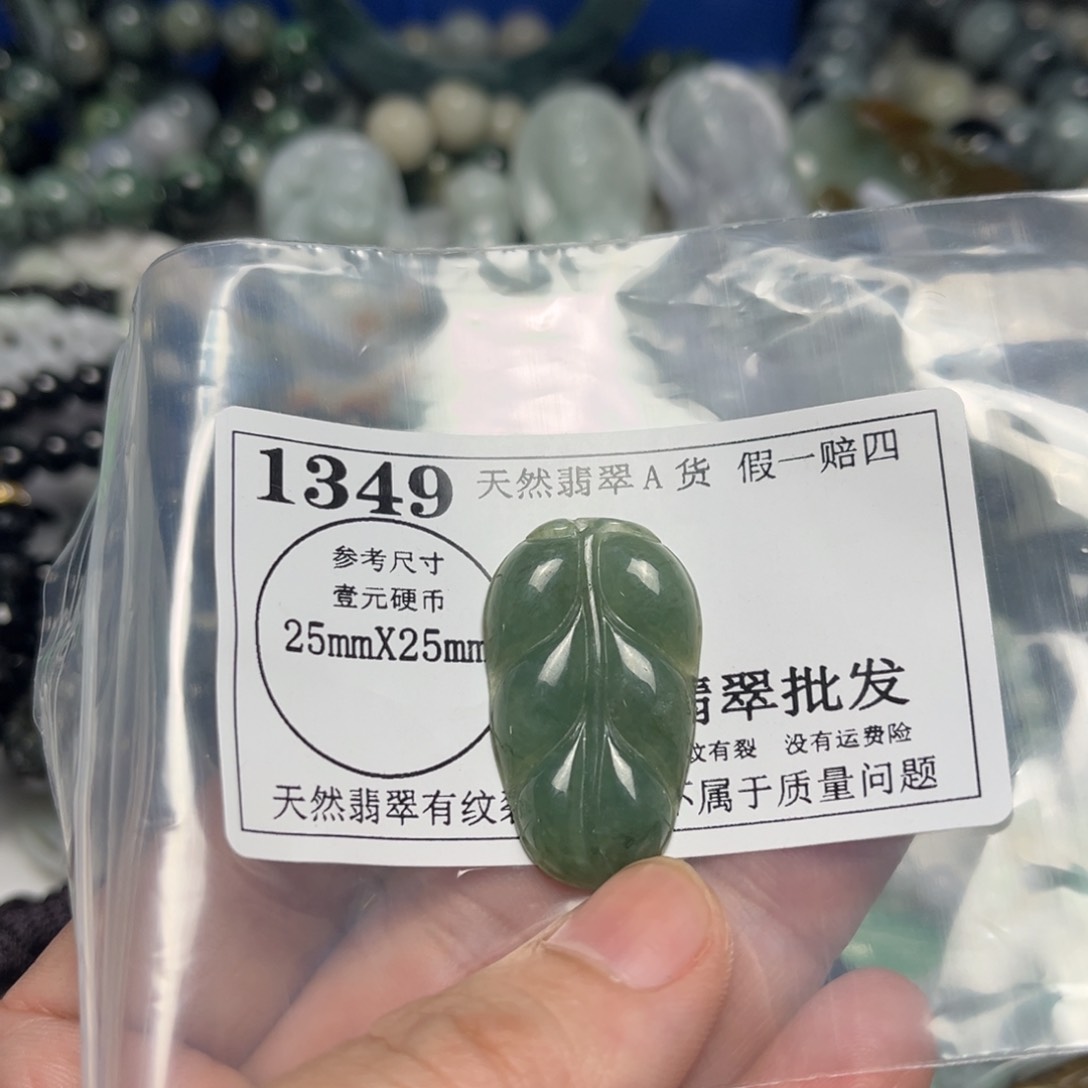 1349 天然翡翠A货 假一赔四
参考尺寸
壹元硬币
25mmX25mm
翡翠批发
纹有裂 没有运费险
天然翡翠有纹裂 不属于质量问题